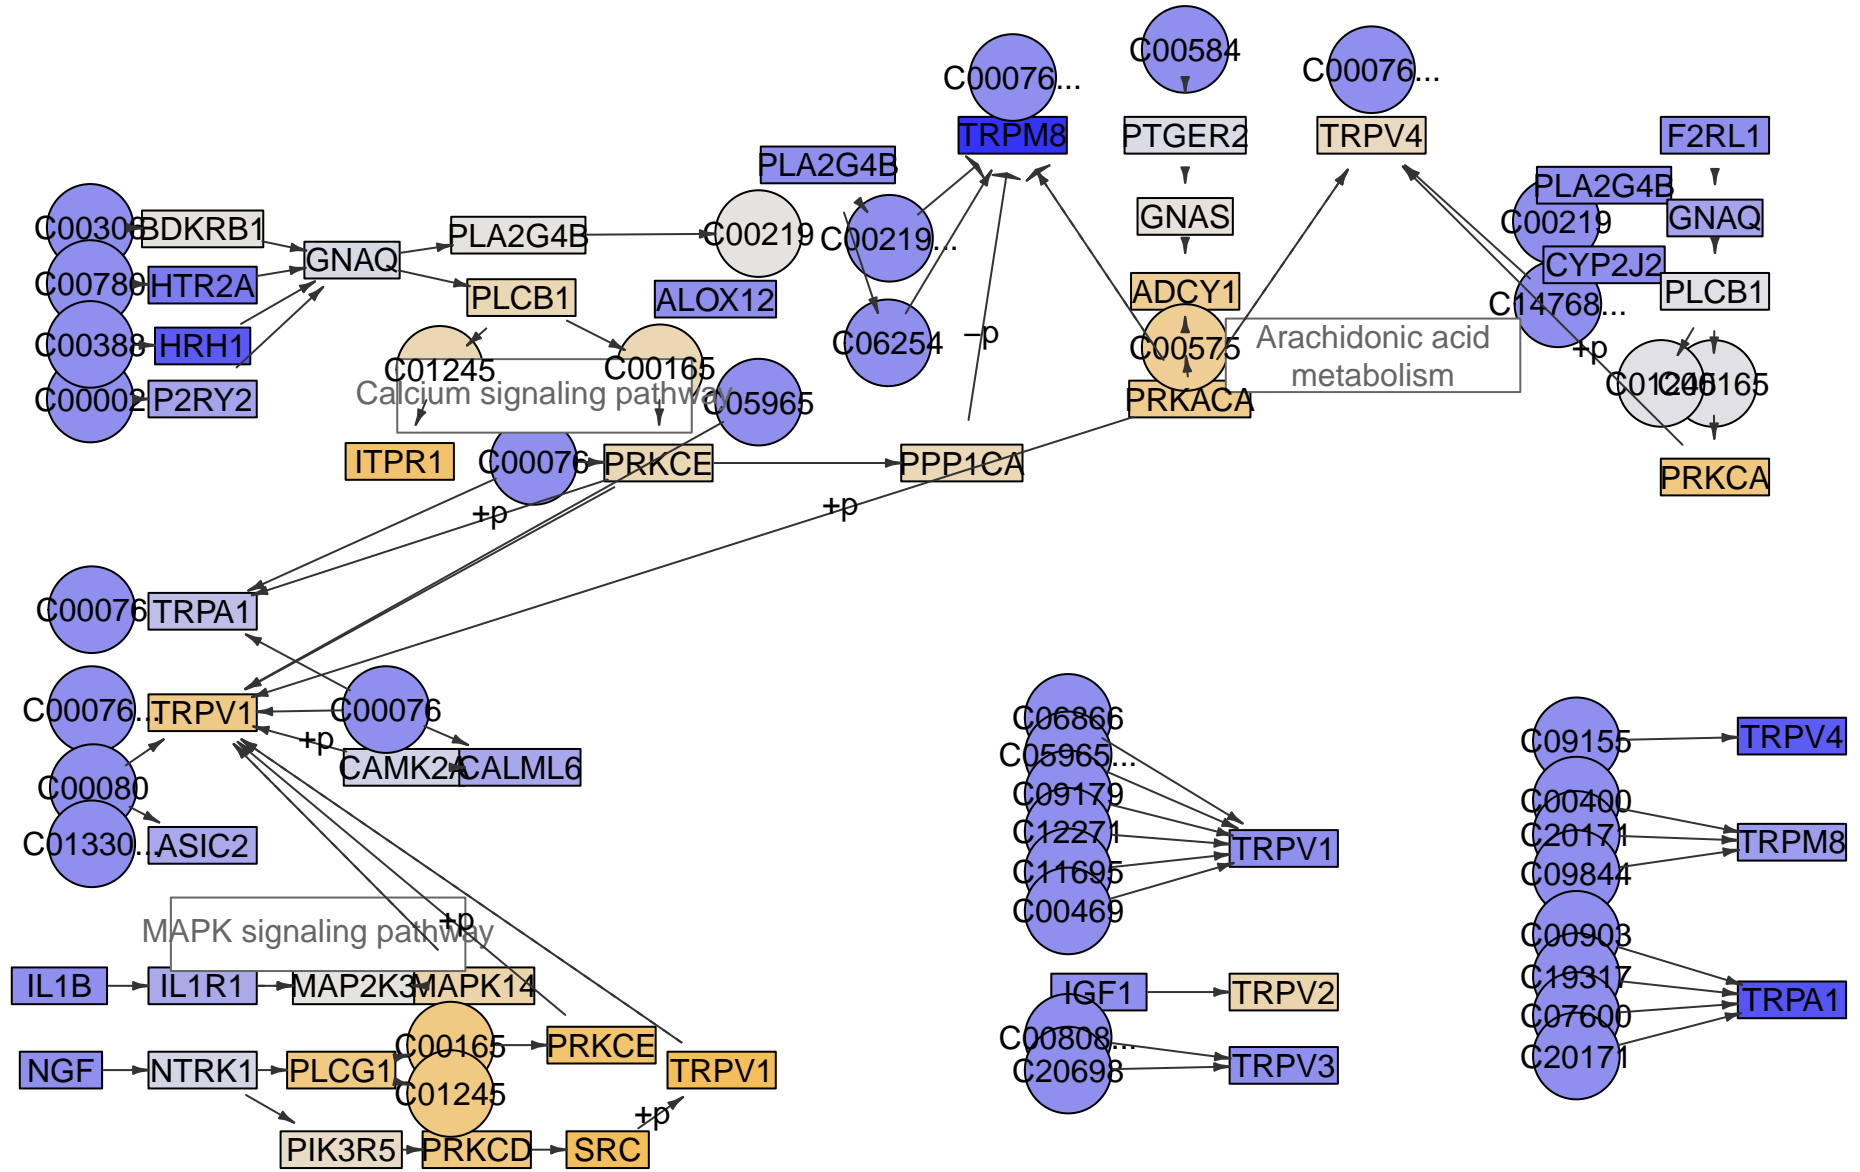 C00584
C00076...
C00076...
TRPM8
PTGER2
TRPV4
F2RL1
PLA2G4B
PLA2G4B
GNAS
C00219
GNAQ
BDKRB1
PLA2G4B
C00219
C00219...
GNAQ
CYP2J2
HTR2A
PLCB1
ALOX12
ADCY1
PLCB1
C14768...
C00388
HRH1
C06254
–p
C00575
Arachidonic acid
metabolism
+p
C01245
C00165
Calcium signaling pathway
C05965
C01245
C00165
C00002
P2RY2
PRKACA
ITPR1
C00076
PRKCE
PPP1CA
PRKCA
+p
+p
C00076
TRPA1
C00076...
TRPV1
C00076
+p
CAMK2A
CALML6
C00080
C01330...
ASIC2
C06866
C05965...
C09179
C12271
C11695
C00469
TRPV1
C09155
TRPV4
C00400
C20171
C09844
TRPM8
C00903
C19317
C07600
C20171
TRPA1
MAPK signaling pathway
+p
IL1B
IL1R1
MAP2K3
MAPK14
IGF1
TRPV2
C00808...
C20698
TRPV3
NGF
NTRK1
PLCG1
C00165
C01245
PRKCE
TRPV1
+p
PIK3R5
PRKCD
SRC